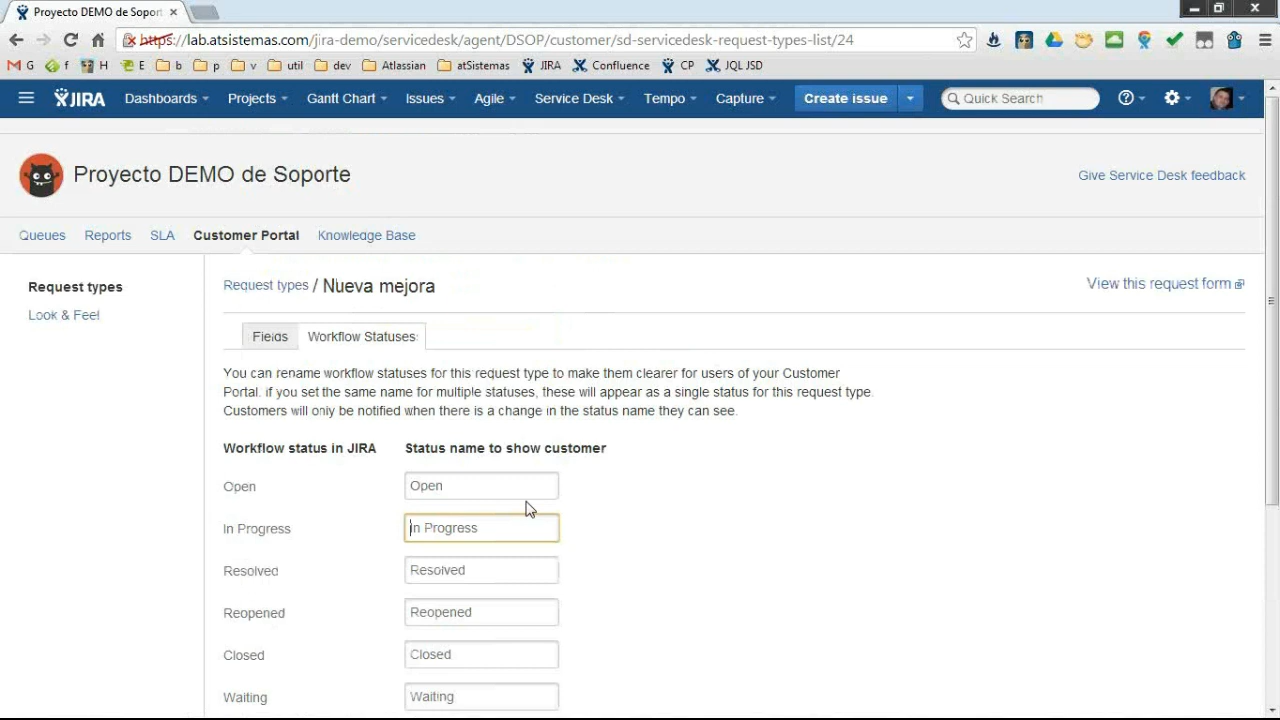 Proyecto DEMO de Soport
https://lab.atsistemas.com/jira-demo/servicedesk/agent/DSOP/customer/sd-servicedesk-request-types-list/24
G f H E b p v util dev Atlassian atSistemas JIRA Confluence CP JQL JSD
JIRA Dashboards Projects Gantt Chart Issues Agile Service Desk Tempo Capture Create issue Quick Search
Proyecto DEMO de Soporte
Give Service Desk feedback
Queues Reports SLA Customer Portal Knowledge Base
Request types
Look & Feel
Request types / Nueva mejora
View this request form
Fields Workflow Statuses
You can rename workflow statuses for this request type to make them clearer for users of your Customer
Portal. if you set the same name for multiple statuses, these will appear as a single status for this request type.
Customers will only be notified when there is a change in the status name they can see.
Workflow status in JIRA Status name to show customer
Open Open
In Progress In Progress
Resolved Resolved
Reopened Reopened
Closed Closed
Waiting Waiting